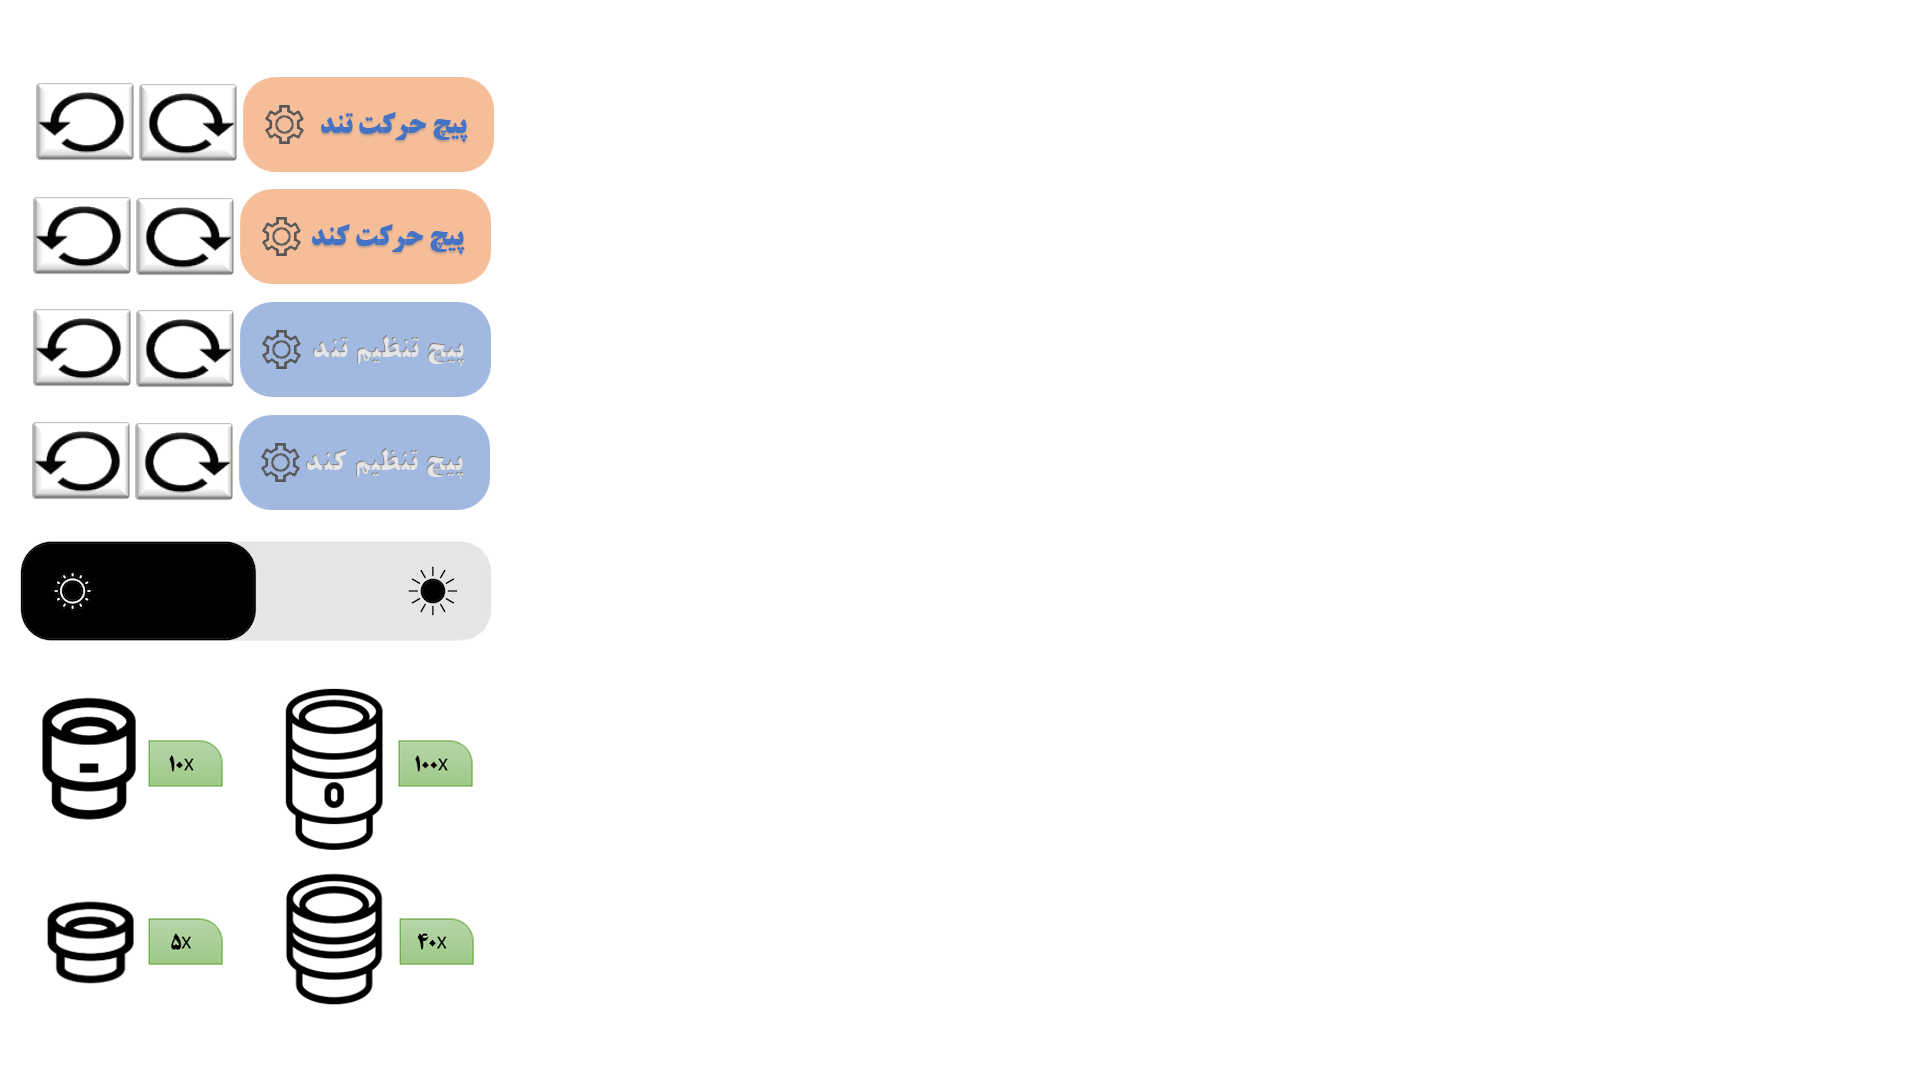 پیچ حرکت تند
پیچ حرکت کند
پیچ تنظیم تند
پیچ تنظیم کند
۱۰x
۱۰۰x
۵x
۴۰x